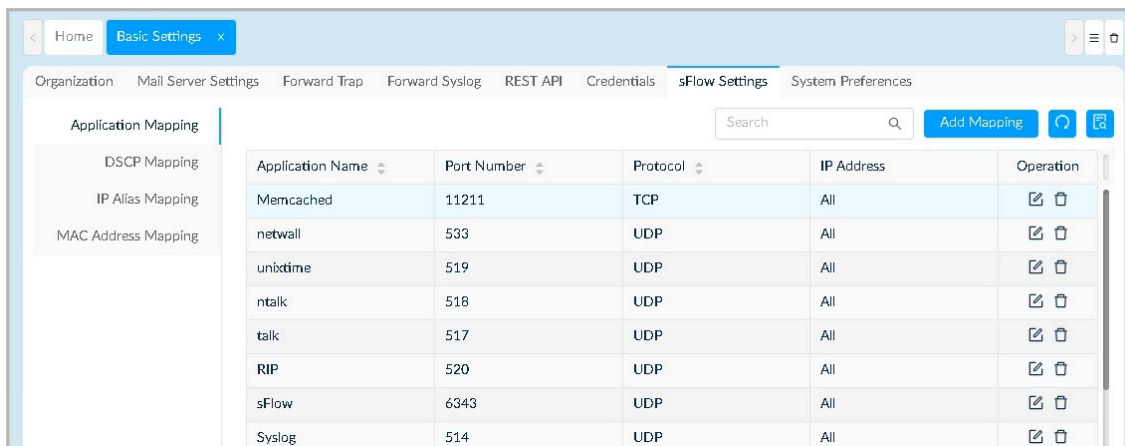 Home Basic Settings x
Organization Mail Server Settings Forward Trap Forward Syslog REST API Credentials sFlow Settings System Preferences
Application Mapping Search Add Mapping
DSCP Mapping
IP Alias Mapping
MAC Address Mapping
Application Name Port Number Protocol IP Address Operation
Memcached 11211 TCP All
netwall 533 UDP All
unixtime 519 UDP All
ntalk 518 UDP All
talk 517 UDP All
RIP 520 UDP All
sFlow 6343 UDP All
Syslog 514 UDP All